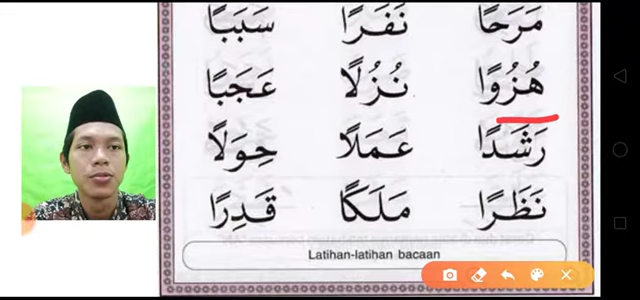 مَرَحًا نَفَرًا سَبَبًا
هُزُوًا نُزُلًا عَجَبًا
رَشَدًا عَمَلًا حِوَلًا
نَظَرًا مَلَكًا قَدِرًا
Latihan-latihan bacaan